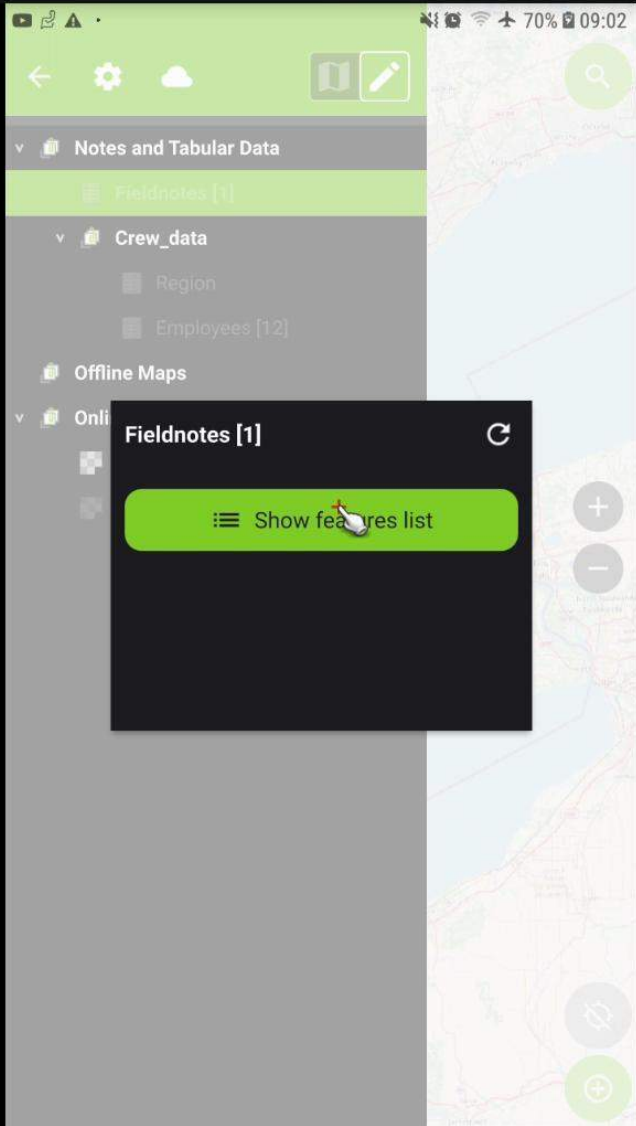 70% 09:02
Notes and Tabular Data
Fieldnotes [1]
Crew_data
Region
Employees [12]
Offline Maps
Onli
Fieldnotes [1]
Show features list